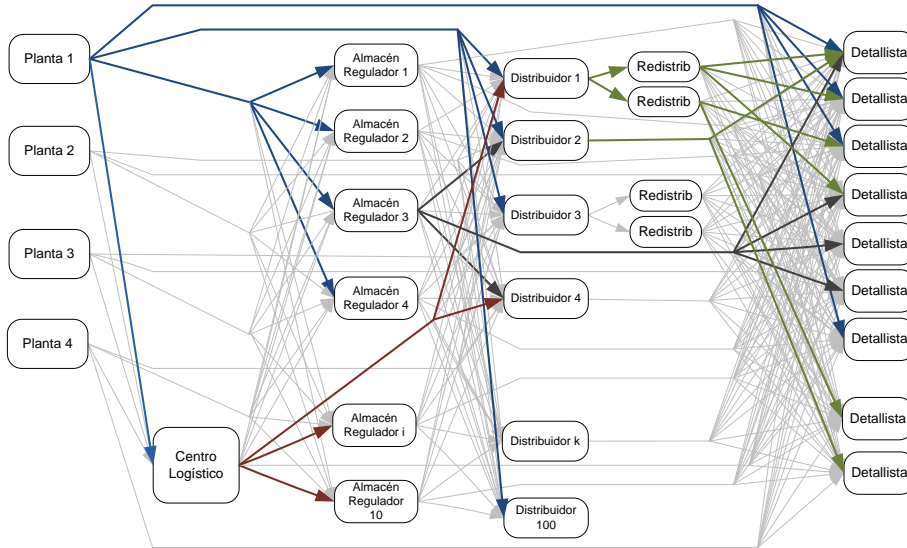 Planta 1
Planta 2
Planta 3
Planta 4
Centro
Logístico
Almacén
Regulador 1
Almacén
Regulador 2
Almacén
Regulador 3
Almacén
Regulador 4
Almacén
Regulador i
Almacén
Regulador
10
Distribuidor 1
Distribuidor 2
Distribuidor 3
Distribuidor 4
Distribuidor k
Distribuidor
100
Redistrib
Redistrib
Redistrib
Redistrib
Detallista
Detallista
Detallista
Detallista
Detallista
Detallista
Detallista
Detallista
Detallista